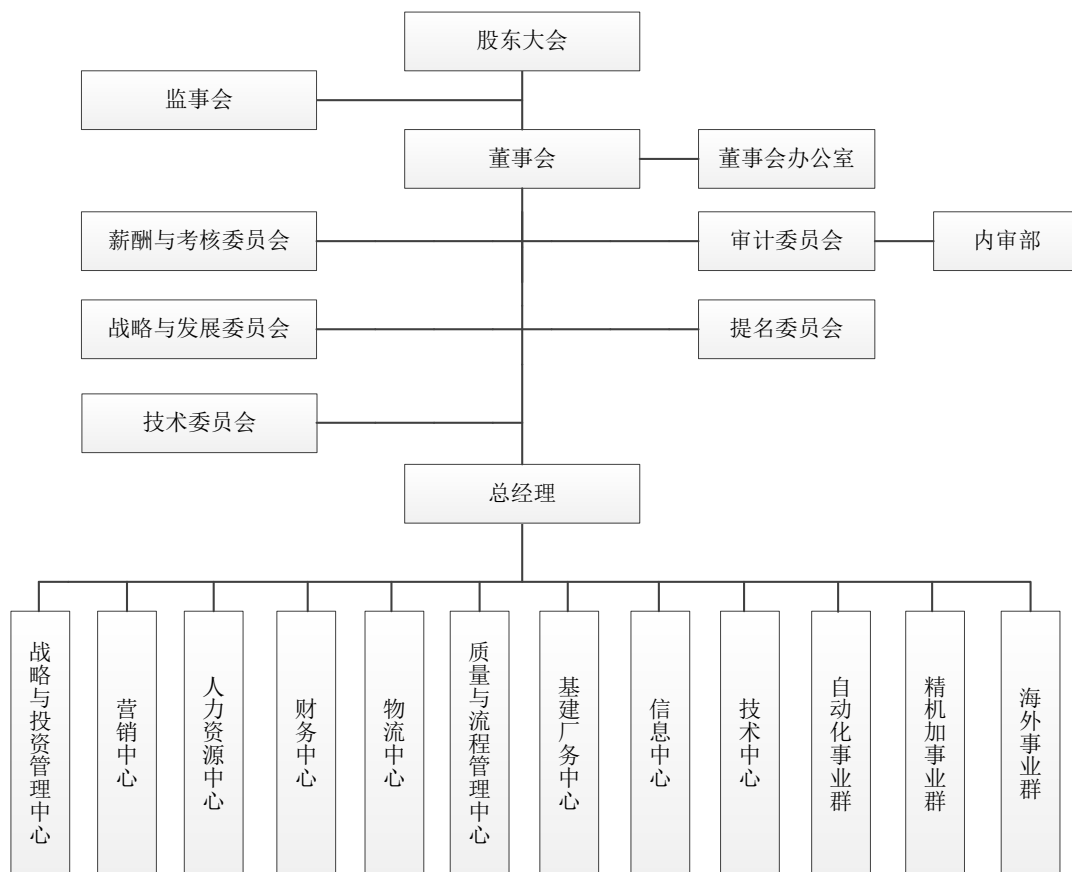 股东大会
监事会
董事会
董事会办公室
薪酬与考核委员会
审计委员会
内审部
战略与发展委员会
提名委员会
技术委员会
总经理
战略与投资管理中心
营销中心
人力资源中心
财务中心
物流中心
质量与流程管理中心
基建厂务中心
信息中心
技术中心
自动化事业群
精机加事业群
海外事业群